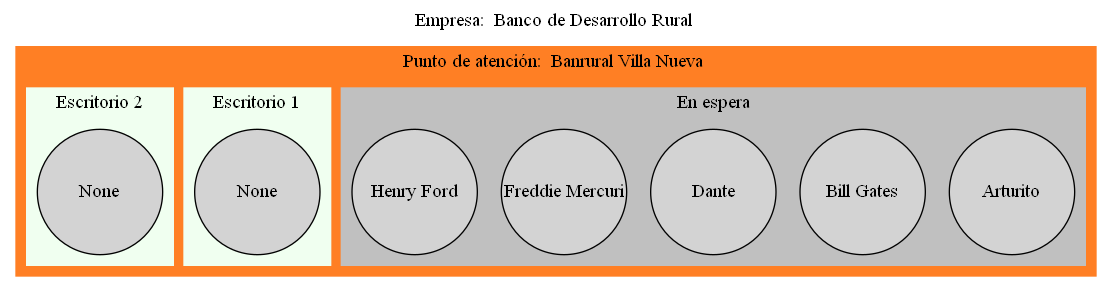 Empresa: Banco de Desarrollo Rural
Punto de atención: Banrural Villa Nueva
Escritorio 2
Escritorio 1
En espera
None
None
Henry Ford
Freddie Mercuri
Dante
Bill Gates
Arturito